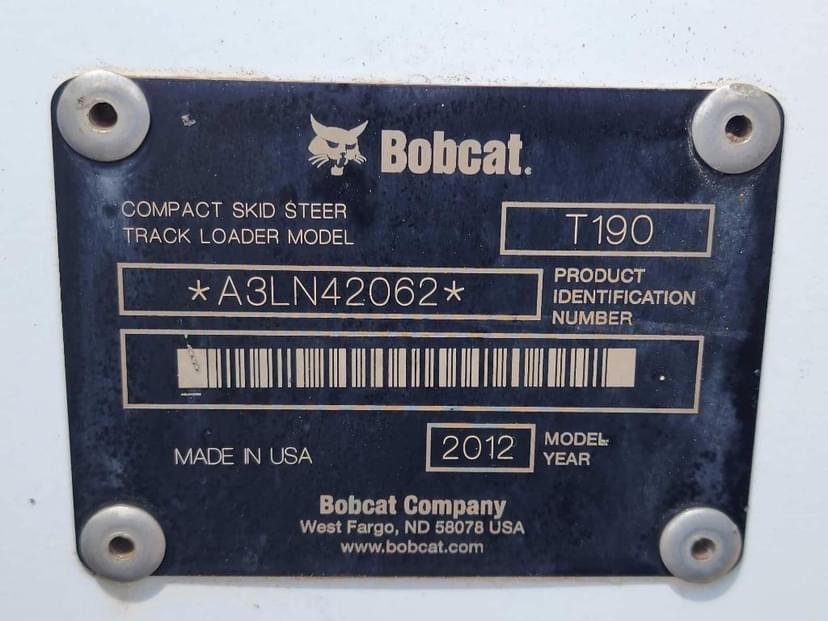 Bobcat.
COMPACT SKID STEER
TRACK LOADER MODEL
T190
*A3LN42062*
PRODUCT
IDENTIFICATION
NUMBER
MADE IN USA
2012
MODEL
YEAR
Bobcat Company
West Fargo, ND 58078 USA
www.bobcat.com